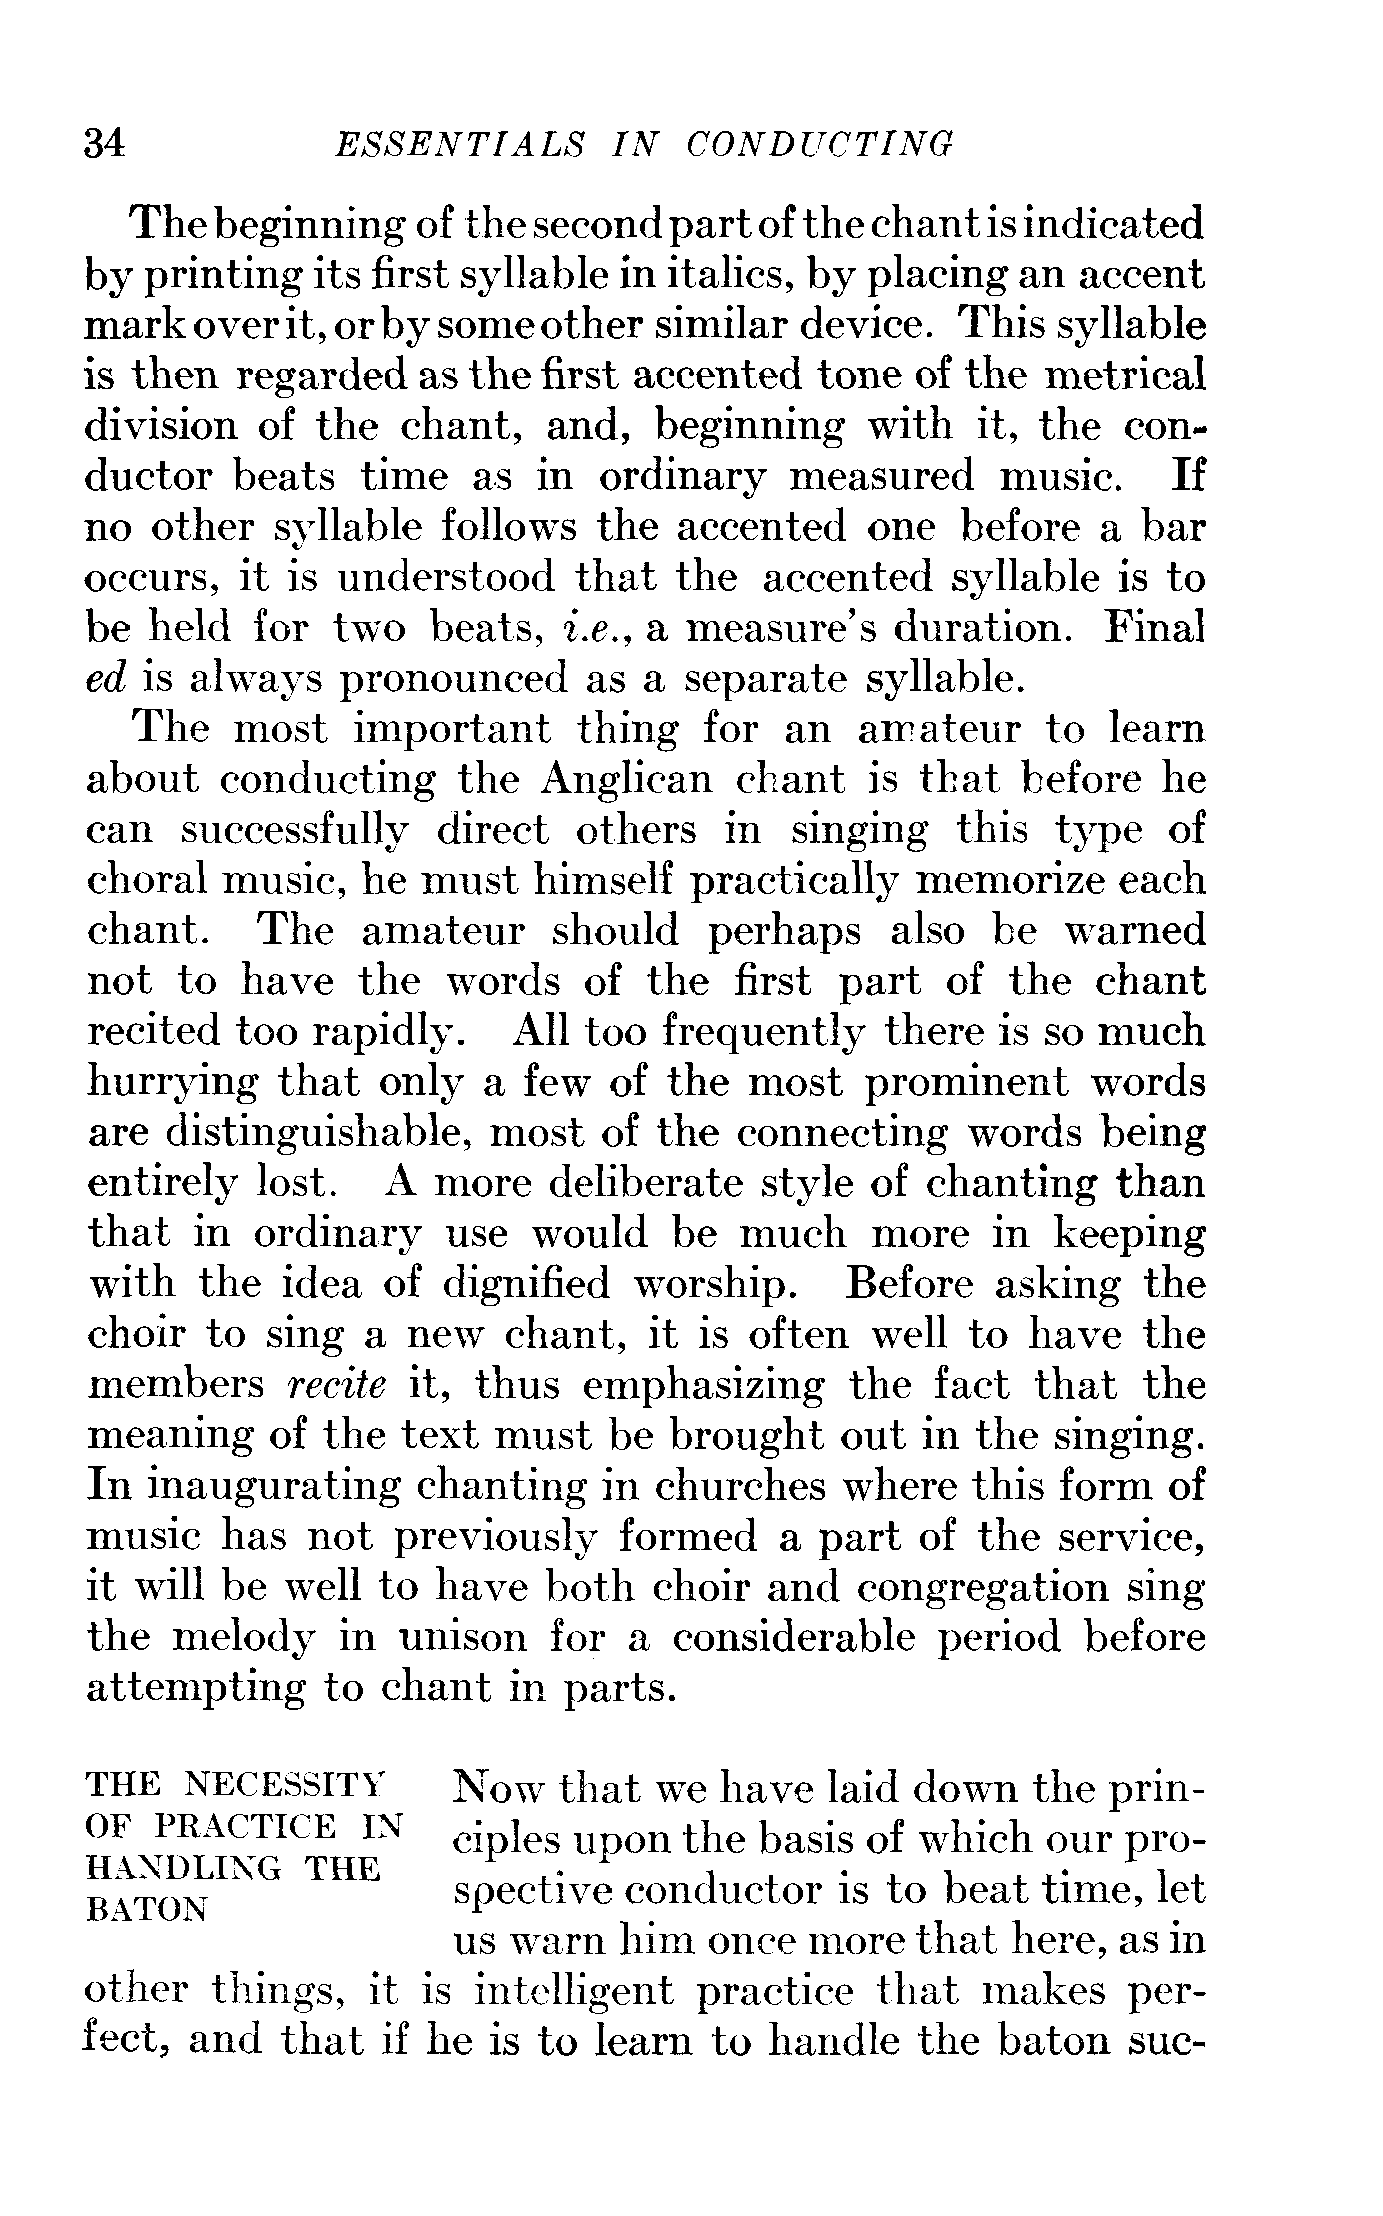 34 ESSENTIALS IN CONDUCTING
The beginning of the second part of the chant is indicated
by printing its first syllable in italics, by placing an accent
mark over it, or by some other similar device. This syllable
is then regarded as the first accented tone of the metrical
division of the chant, and, beginning with it, the con-
ductor beats time as in ordinary measured music. If
no other syllable follows the accented one before a bar
occurs, it is understood that the accented syllable is to
be held for two beats, i.e., a measure's duration. Final
ed is always pronounced as a separate syllable.
The most important thing for an amateur to learn
about conducting the Anglican chant is that before he
can successfully direct others in singing this type of
choral music, he must himself practically memorize each
chant. The amateur should perhaps also be warned
not to have the words of the first part of the chant
recited too rapidly. All too frequently there is so much
hurrying that only a few of the most prominent words
are distinguishable, most of the connecting words being
entirely lost. A more deliberate style of chanting than
that in ordinary use would be much more in keeping
with the idea of dignified worship. Before asking the
choir to sing a new chant, it is often well to have the
members recite it, thus emphasizing the fact that the
meaning of the text must be brought out in the singing.
In inaugurating chanting in churches where this form of
music has not previously formed a part of the service,
it will be well to have both choir and congregation sing
the melody in unison for a considerable period before
attempting to chant in parts.
THE NECESSITY
OF PRACTICE IN
HANDLING THE
BATON
Now that we have laid down the prin-
ciples upon the basis of which our pro-
spective conductor is to beat time, let
us warn him once more that here, as in
other things, it is intelligent practice that makes per-
fect, and that if he is to learn to handle the baton suc-